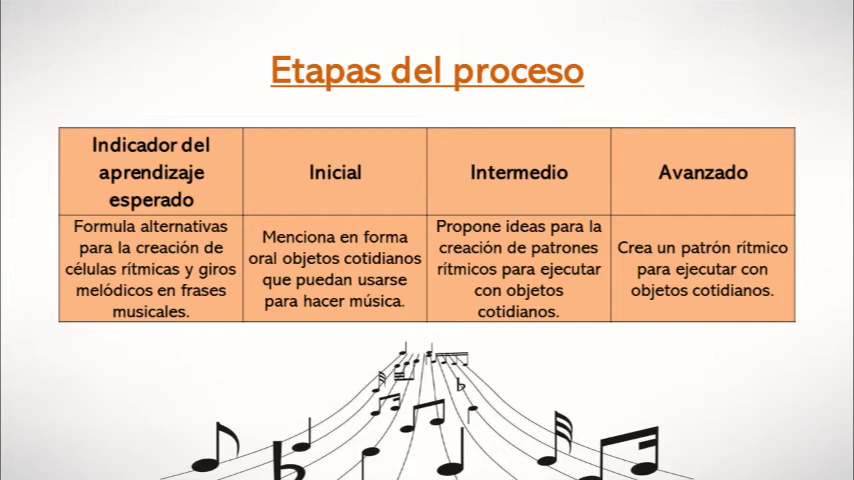 Etapas del proceso
Indicador del
aprendizaje
esperado
Inicial
Intermedio
Avanzado
Formula alternativas
para la creación de
células rítmicas y giros
melódicos en frases
musicales.
Menciona en forma
oral objetos cotidianos
que puedan usarse
para hacer música.
Propone ideas para la
creación de patrones
rítmicos para ejecutar
con objetos
cotidianos.
Crea un patrón rítmico
para ejecutar con
objetos cotidianos.